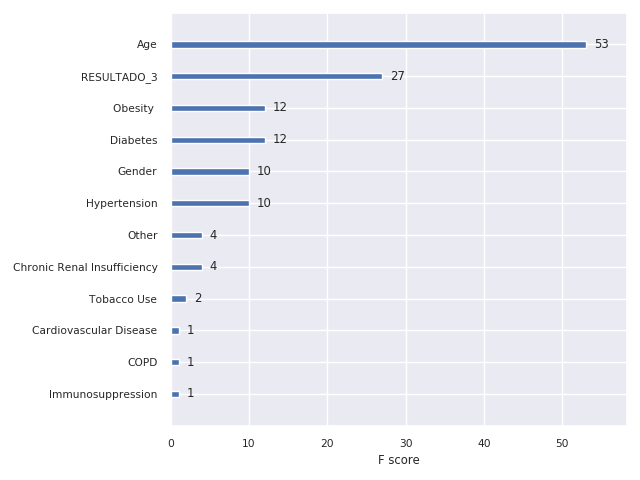 Age 53
RESULTADO_3 27
Obesity 12
Diabetes 12
Gender 10
Hypertension 10
Other 4
Chronic Renal Insufficiency 4
Tobacco Use 2
Cardiovascular Disease 1
COPD 1
Immunosuppression 1
0 10 20 30 40 50
F score